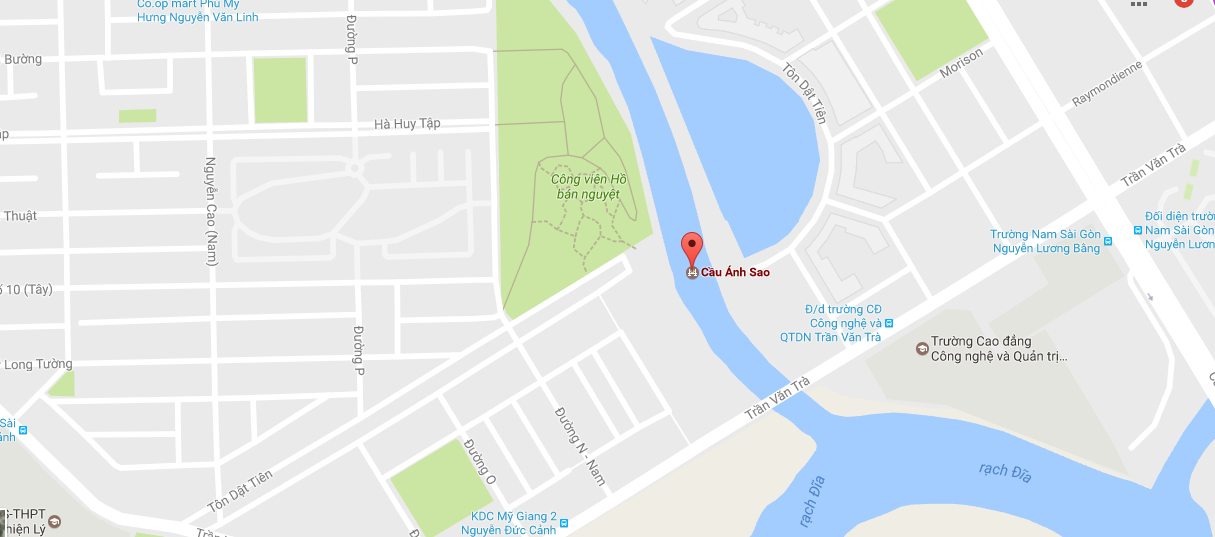 Co.op mart Phú Mỹ
Hưng Nguyễn Văn Linh
Đường P
Bường
Hà Huy Tập
Nguyễn Cao (Nam)
Thuật
10 (Tây)
Long Tường
Đường P
Công viên Hồ
bán nguyệt
Tôn Dật Tiên
Morison
Raymondienne
Trần Văn Trà
Trường Nam Sài Gòn
Nguyễn Lương Bằng
Đối diện
Nam Sài Gòn
Nguyễn
Cầu Ánh Sao
Đ/d trường CĐ
Công nghệ và
QTDN Trần Văn Trà
Trường Cao đẳng
Công nghệ và Quản trị...
Trần Văn Trà
Đường N - Nam
Đường O
Tôn Dật Tiên
KDC Mỹ Giang 2
Nguyễn Đức Cảnh
rạch Đĩa
rạch Đĩa
Sài
-THPT
Lý